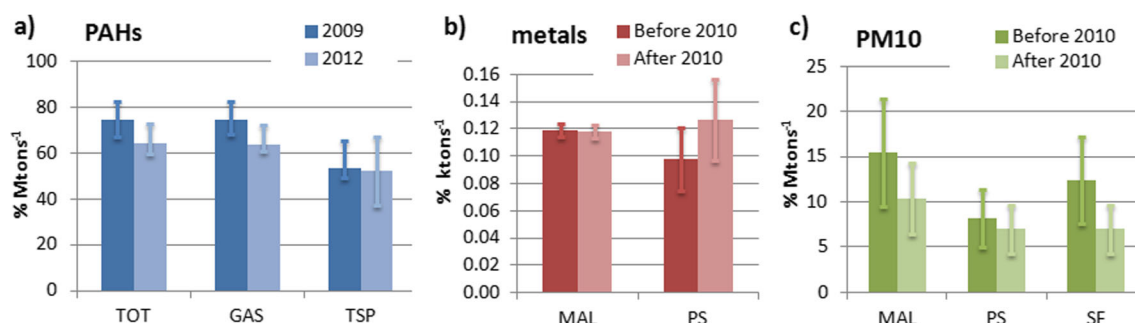 a) PAHs
2009
2012
% Mtons-1
100
80
60
40
20
0
TOT GAS TSP
b) metals
Before 2010
After 2010
% ktons-1
0.16
0.14
0.12
0.10
0.08
0.06
0.04
0.02
0.00
MAL PS
c) PM10
Before 2010
After 2010
% Mtons-1
25
20
15
10
5
0
MAL PS SF